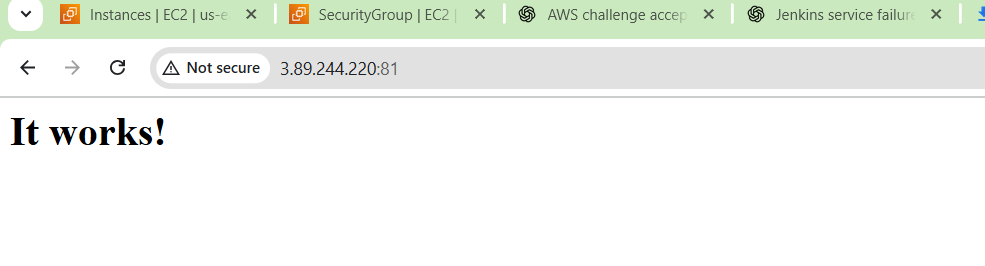 Instances | EC2 | us-e
SecurityGroup | EC2 |
AWS challenge accep
Jenkins service failure
Not secure
3.89.244.220:81
It works!